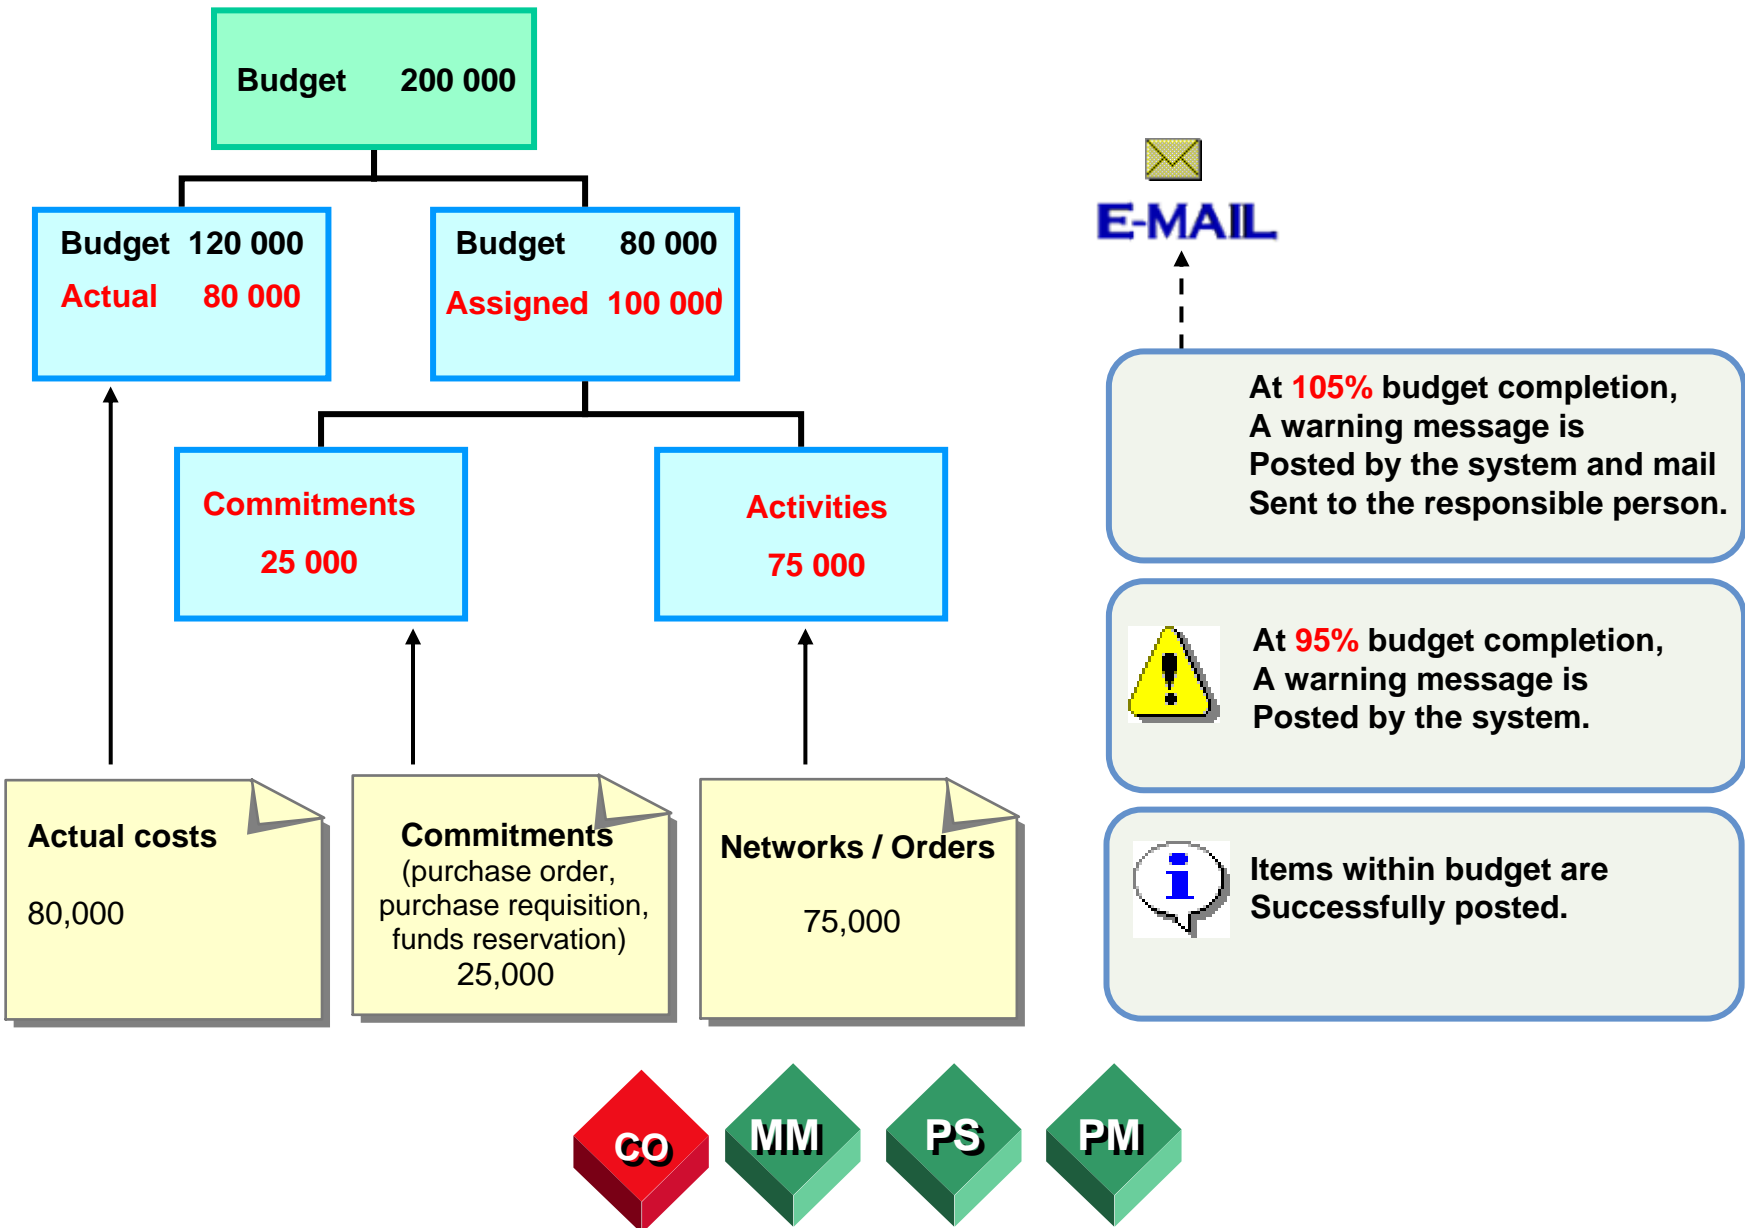 Budget 200 000
Budget 120 000
Actual 80 000
Budget 80 000
Assigned 100 000
Commitments
25 000
Activities
75 000
Actual costs
80,000
Commitments
(purchase order,
purchase requisition,
funds reservation)
25,000
Networks / Orders
75,000
E-MAIL
At 105% budget completion,
A warning message is
Posted by the system and mail
Sent to the responsible person.
At 95% budget completion,
A warning message is
Posted by the system.
Items within budget are
Successfully posted.
CO
MM
PS
PM